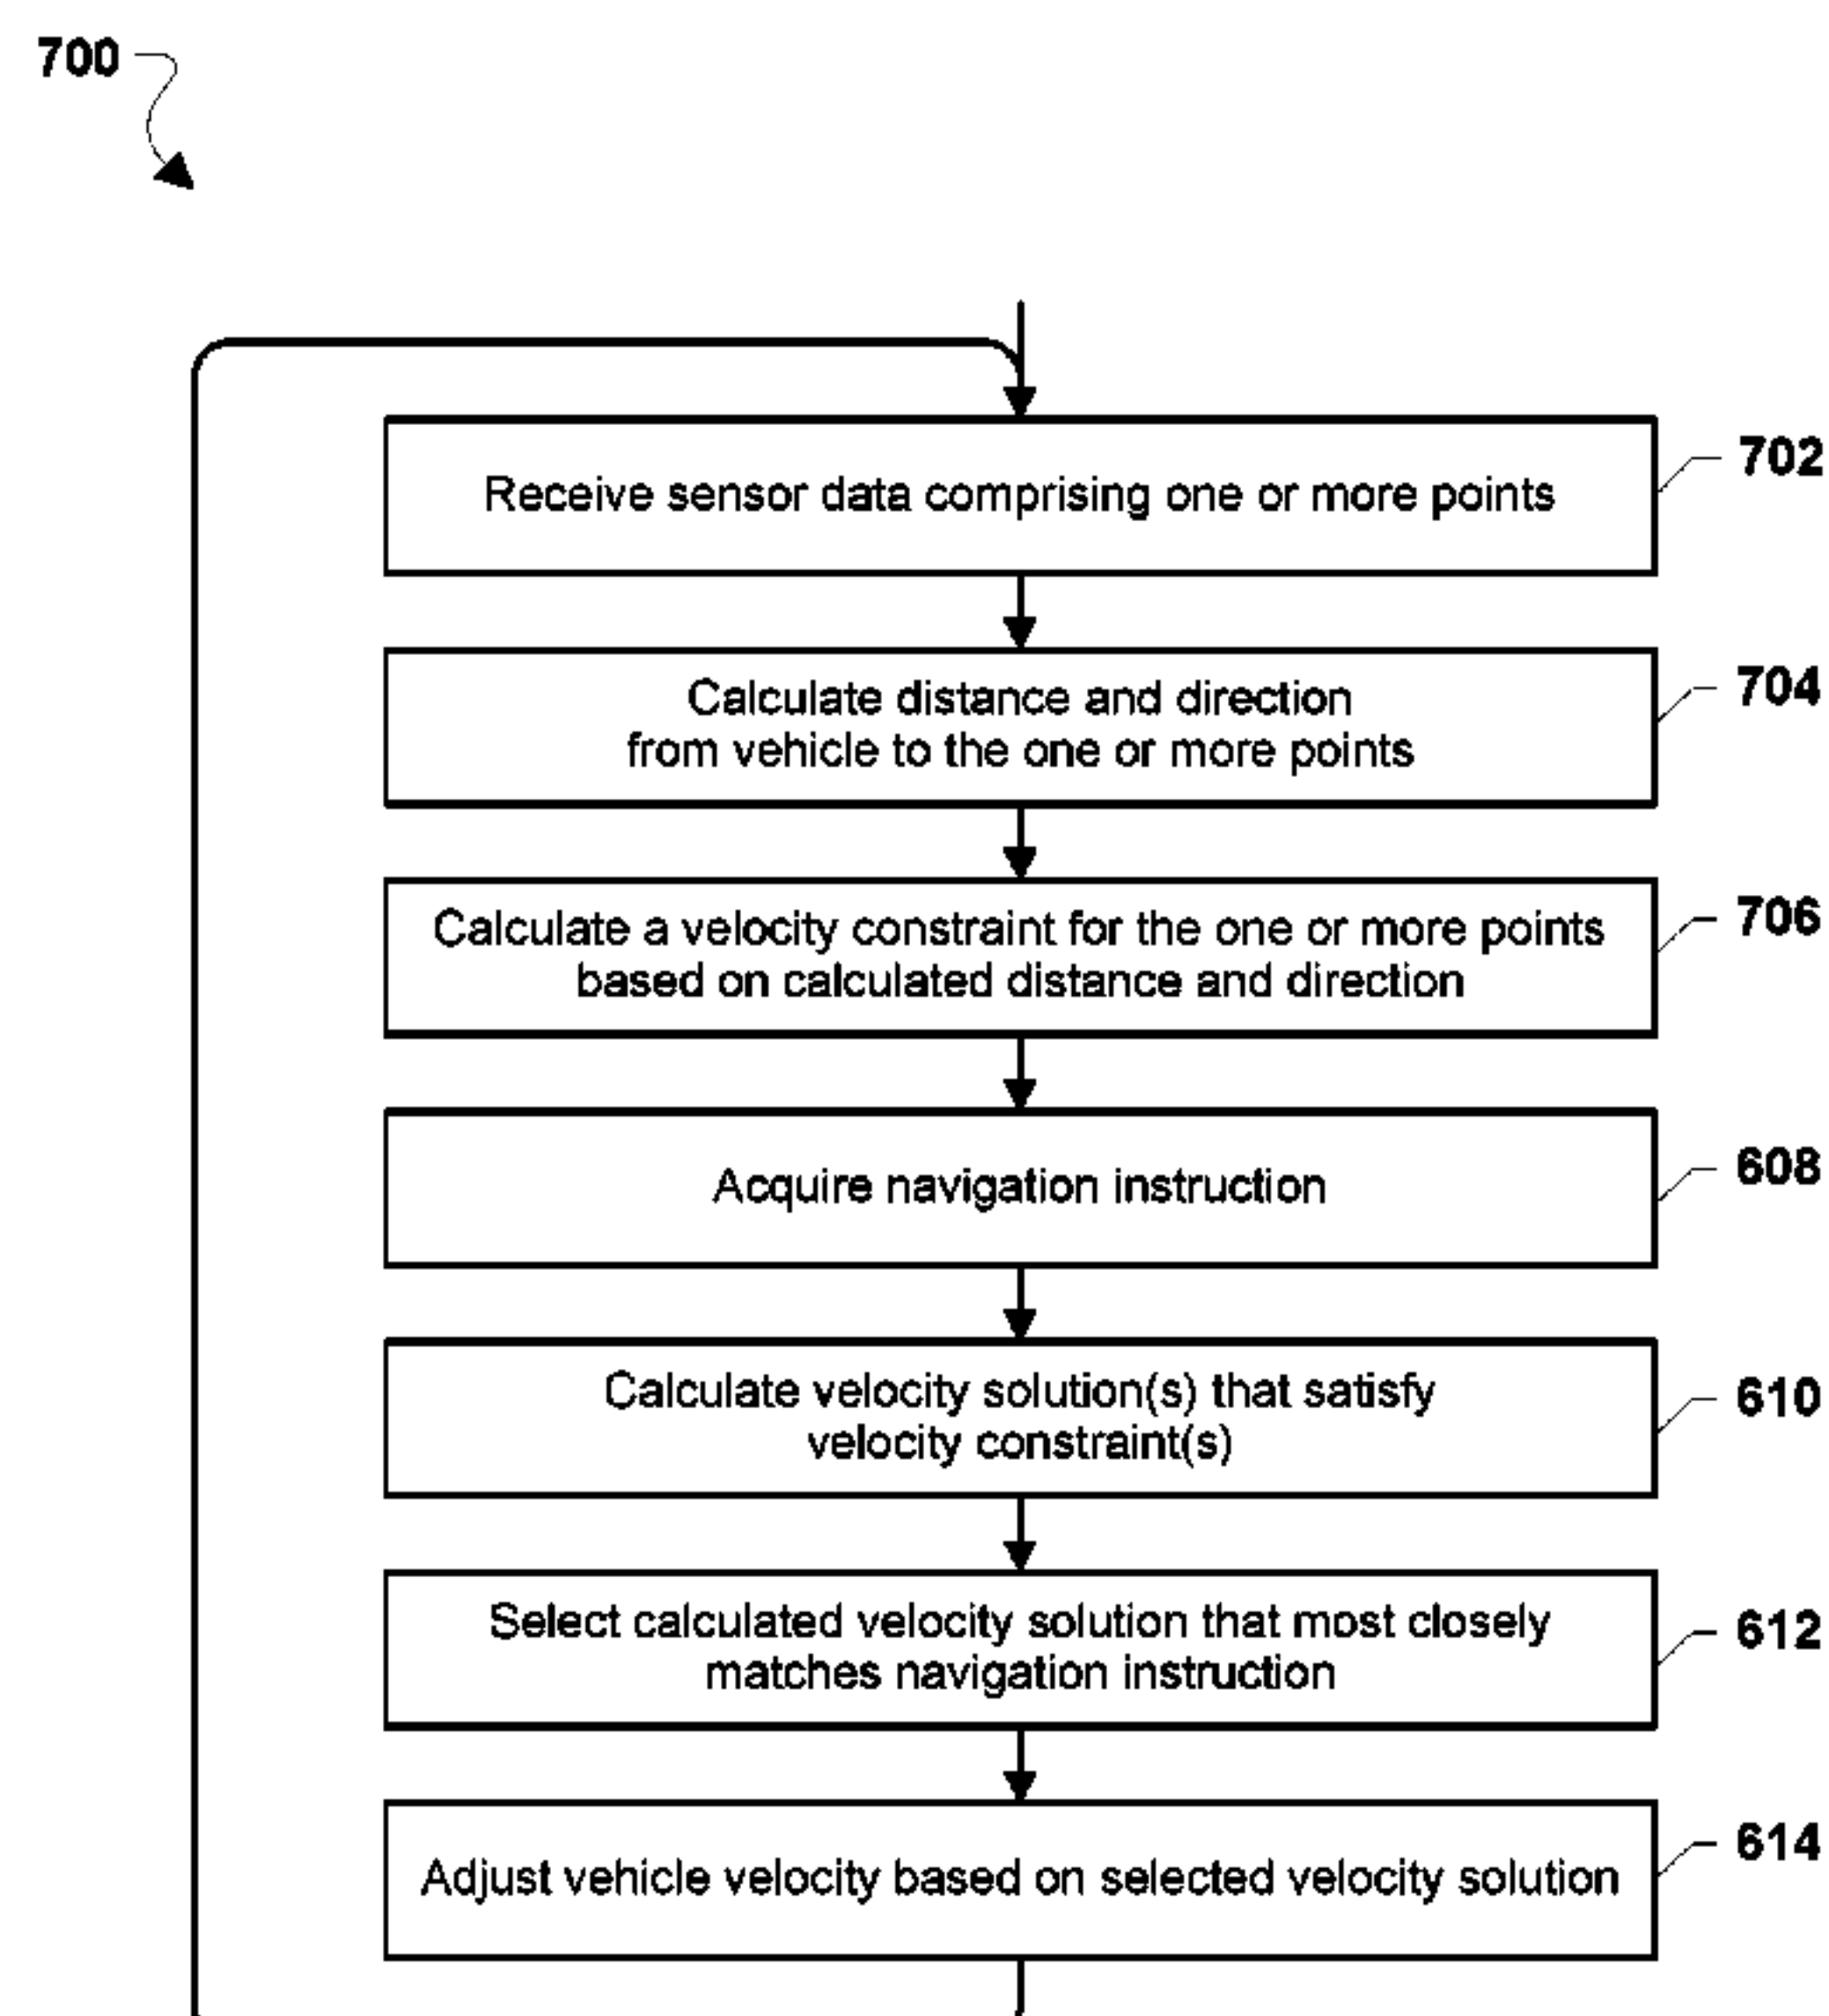 700
Receive sensor data comprising one or more points
702
Calculate distance and direction
from vehicle to the one or more points
704
Calculate a velocity constraint for the one or more points
based on calculated distance and direction
706
Acquire navigation instruction
608
Calculate velocity solution(s) that satisfy
velocity constraint(s)
610
Select calculated velocity solution that most closely
matches navigation instruction
612
Adjust vehicle velocity based on selected velocity solution
614